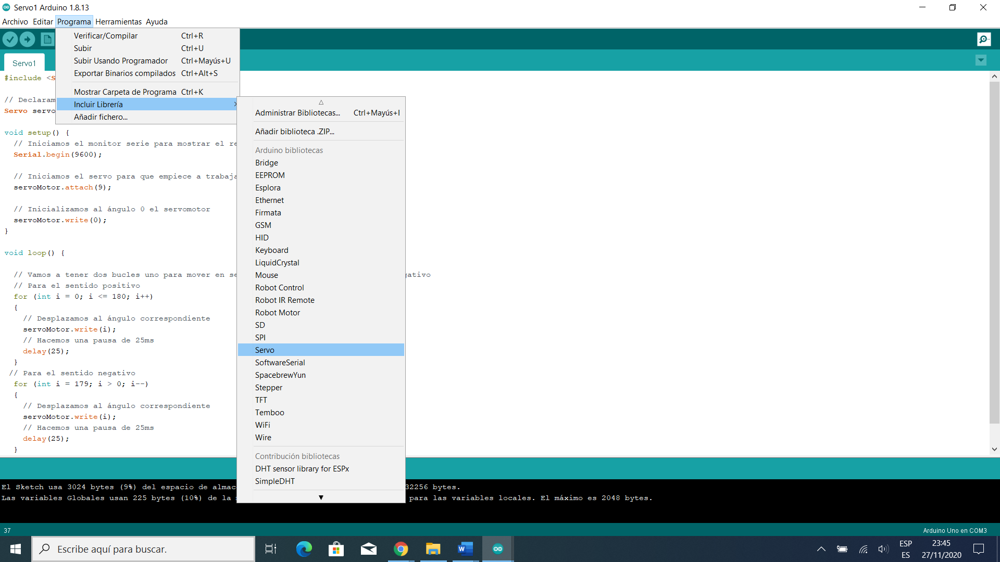 Servo1 Arduino 1.8.13
Archivo Editar Programa Herramientas Ayuda
Verificar/Compilar Ctrl+R
Subir Ctrl+U
Subir Usando Programador Ctrl+Mayús+U
Exportar Binarios compilados Ctrl+Alt+S
Mostrar Carpeta de Programa Ctrl+K
Incluir Librería
Añadir fichero...
Administrar Bibliotecas... Ctrl+Mayús+I
Añadir biblioteca .ZIP...
Arduino bibliotecas
Bridge
EEPROM
Esplora
Ethernet
Firmata
GSM
HID
Keyboard
LiquidCrystal
Mouse
Robot Control
Robot IR Remote
Robot Motor
SD
SPI
Servo
SoftwareSerial
SpacebrewYun
Stepper
TFT
Temboo
WiFi
Wire
Contribución bibliotecas
DHT sensor library for ESPx
SimpleDHT
Servo1
#include <S
// Declaram
Servo servo
void setup() {
// Iniciamos el monitor serie para mostrar el re
Serial.begin(9600);
// Iniciamos el servo para que empiece a trabaja
servoMotor.attach(9);
// Inicializamos al ángulo 0 el servomotor
servoMotor.write(0);
}
void loop() {
// Vamos a tener dos bucles uno para mover en se gativo
// Para el sentido positivo
for (int i = 0; i <= 180; i++)
{
// Desplazamos al ángulo correspondiente
servoMotor.write(i);
// Hacemos una pausa de 25ms
delay(25);
}
// Para el sentido negativo
for (int i = 179; i > 0; i--)
{
// Desplazamos al ángulo correspondiente
servoMotor.write(i);
// Hacemos una pausa de 25ms
delay(25);
}
El Sketch usa 3024 bytes (9%) del espacio de almac 32256 bytes.
Las variables Globales usan 225 bytes (10%) de la para las variables locales. El máximo es 2048 bytes.
37
Arduino Uno en COM3
Escribe aquí para buscar.
ESP
ES
23:45
27/11/2020